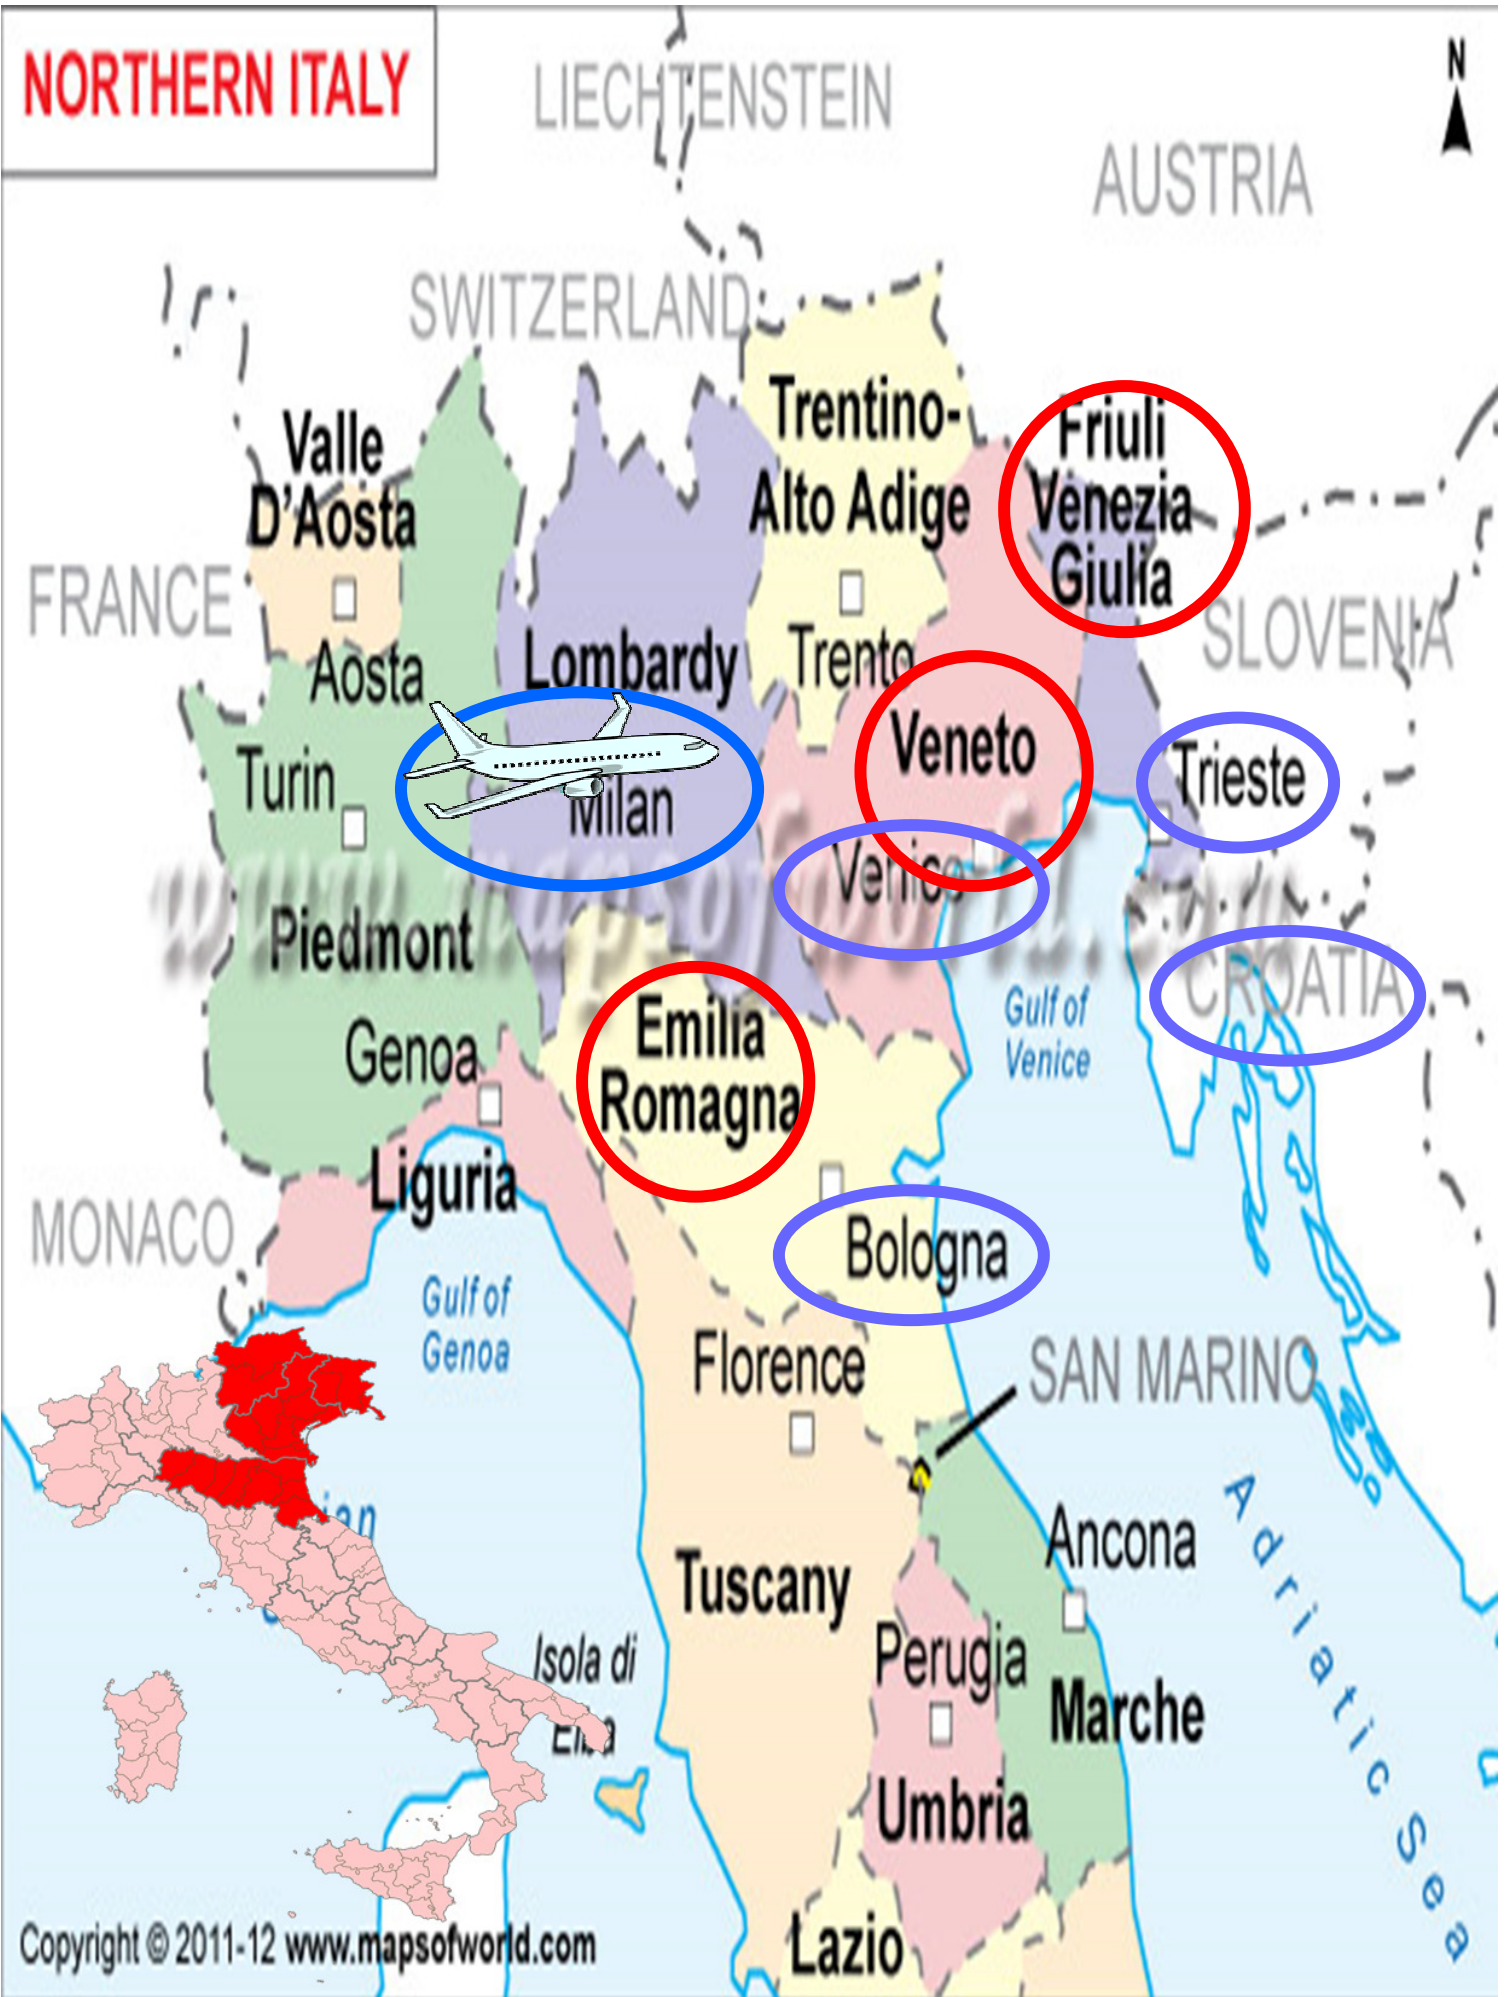 NORTHERN ITALY
LIECHTENSTEIN
N
AUSTRIA
SWITZERLAND
Trentino-
Alto Adige
Friuli
Venezia
Giulia
Valle
D'Aosta
FRANCE
SLOVENIA
Aosta
Lombardy
Trento
Veneto
Turin
Milan
Trieste
Venice
www.mapsofworld.com
Piedmont
CROATIA
Genoa
Emilia
Romagna
Gulf of
Venice
Liguria
MONACO
Bologna
Gulf of
Genoa
Florence
SAN MARINO
Ancona
Adriatic Sea
Tuscany
Perugia
Isola di
Elba
Marche
Umbria
Lazio
Copyright © 2011-12 www.mapsofworld.com